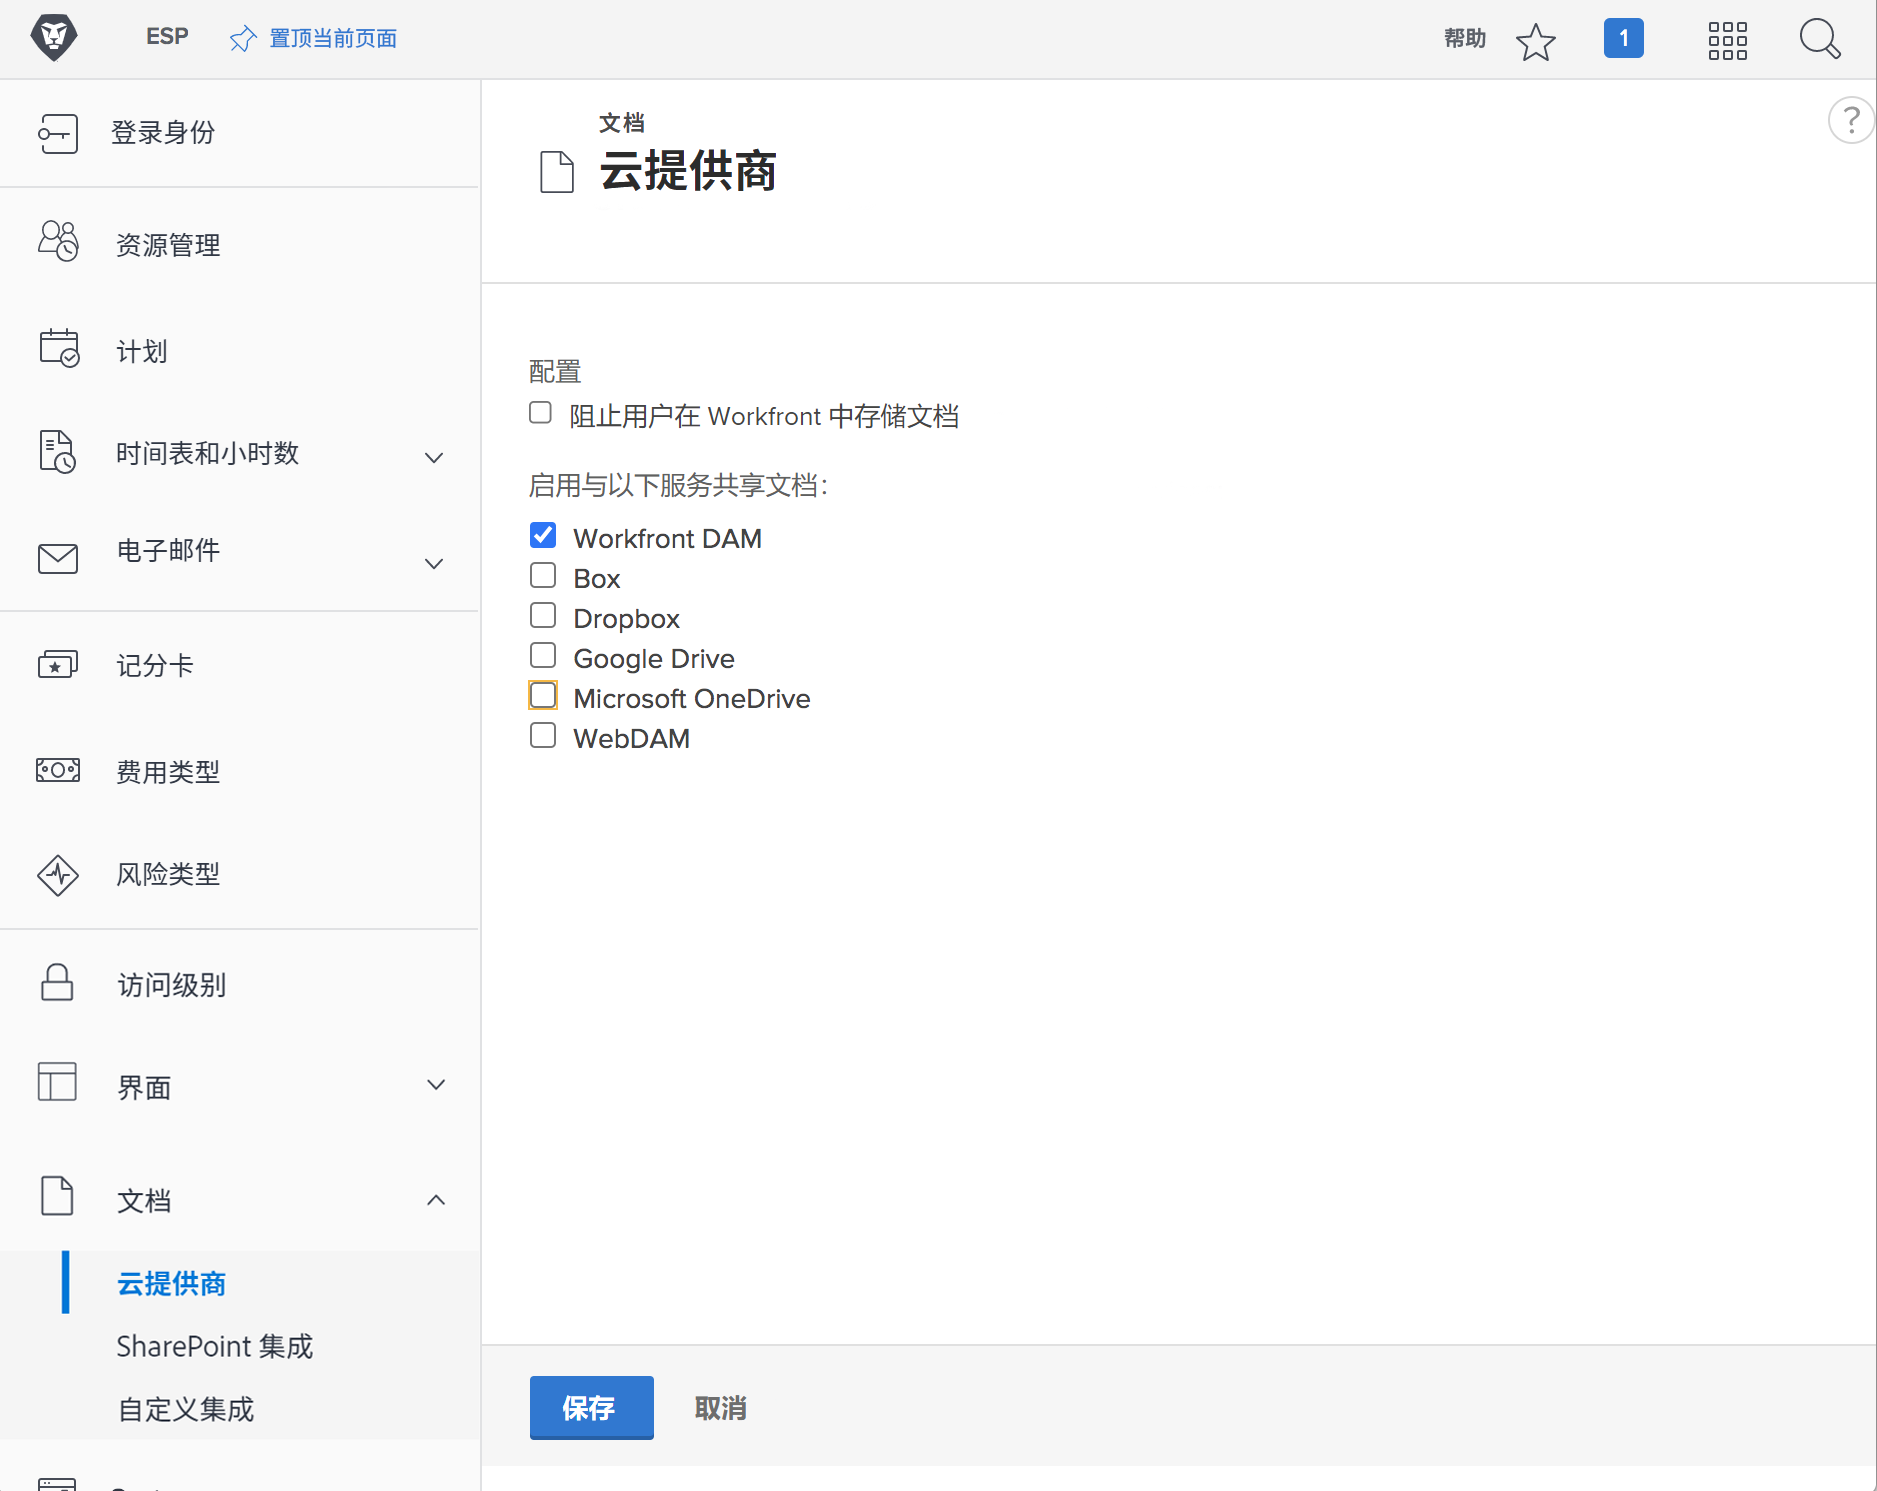 ESP
置顶当前页面
帮助
1
登录身份
资源管理
计划
时间表和小时数
电子邮件
记分卡
费用类型
风险类型
访问级别
界面
文档
云提供商
SharePoint 集成
自定义集成
文档
云提供商
?
配置
阻止用户在 Workfront 中存储文档
启用与以下服务共享文档：
Workfront DAM
Box
Dropbox
Google Drive
Microsoft OneDrive
WebDAM
保存
取消